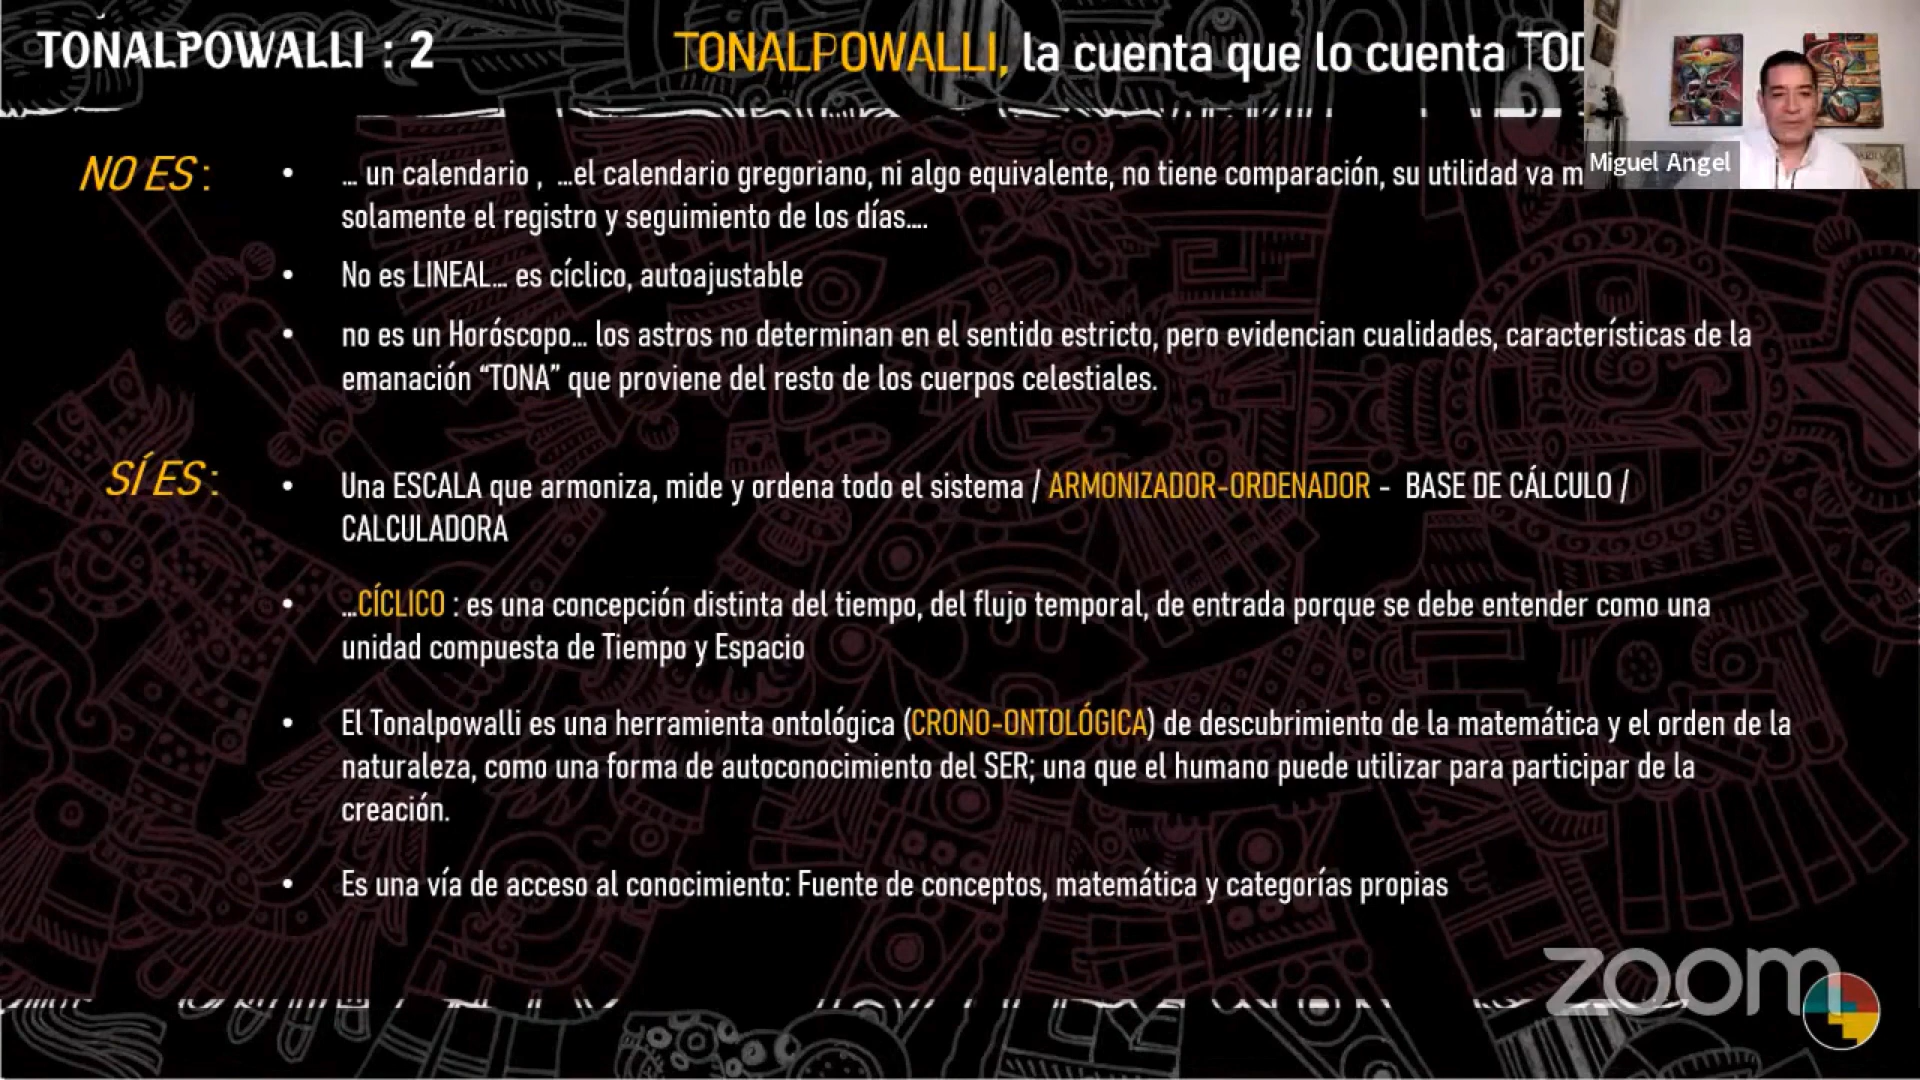 TONALPOWALLI : 2
TONALPOWALLI, la cuenta que lo cuenta
Miguel Angel
NO ES :
• ... un calendario , ...el calendario gregoriano, ni algo equivalente, no tiene comparación, su utilidad va
solamente el registro y seguimiento de los días....
• No es LINEAL... es cíclico, autoajustable
• no es un Horóscopo... los astros no determinan en el sentido estricto, pero evidencian cualidades, características de la
emanación “TONA” que proviene del resto de los cuerpos celestiales.
SÍ ES :
• Una ESCALA que armoniza, mide y ordena todo el sistema / ARMONIZADOR-ORDENADOR - BASE DE CÁLCULO /
CALCULADORA
• ...CÍCLICO : es una concepción distinta del tiempo, del flujo temporal, de entrada porque se debe entender como una
unidad compuesta de Tiempo y Espacio
• El Tonalpowalli es una herramienta ontológica (CRONO-ONTOLÓGICA) de descubrimiento de la matemática y el orden de la
naturaleza, como una forma de autoconocimiento del SER; una que el humano puede utilizar para participar de la
creación.
• Es una vía de acceso al conocimiento: Fuente de conceptos, matemática y categorías propias
zoom